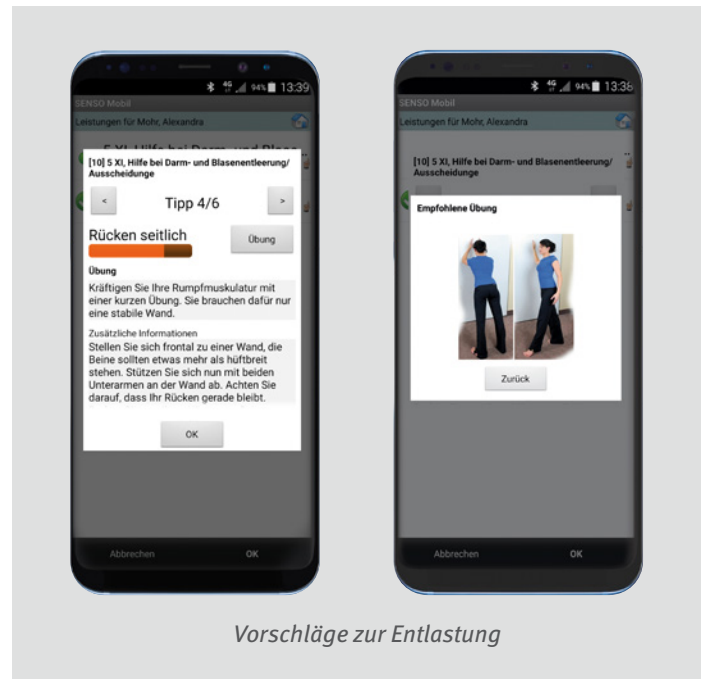 4G 94% 13:39
SENSO Mobil
Leistungen für Mohr, Alexandra
[10] 5 XI, Hilfe bei Darm- und Blasenentleerung/
Ausscheidunge
<
Tipp 4/6
>
Rücken seitlich
Übung
Übung
Kräftigen Sie Ihre Rumpfmuskulatur mit
einer kurzen Übung. Sie brauchen dafür nur
eine stabile Wand.
Zusätzliche Informationen
Stellen Sie sich frontal zu einer Wand, die
Beine sollten etwas mehr als hüftbreit
stehen. Stützen Sie sich nun mit beiden
Unterarmen an der Wand ab. Achten Sie
darauf, dass Ihr Rücken gerade bleibt.
OK
Abbrechen OK
4G 94% 13:38
SENSO Mobil
Leistungen für Mohr, Alexandra
[10] 5 XI, Hilfe bei Darm- und Blasenentleerung/
Ausscheidunge
Empfohlene Übung
Zurück
Abbrechen OK
Vorschläge zur Entlastung